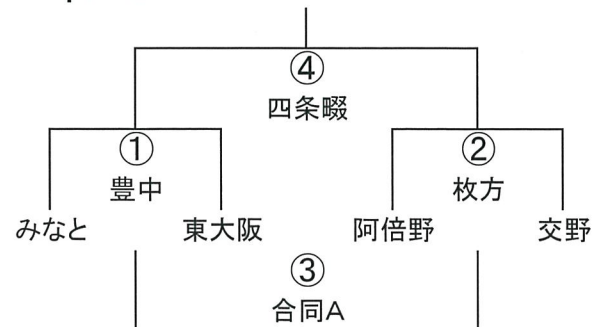 ④
四条畷
①
②
豊中
枚方
みなと
東大阪
阿倍野
交野
③
合同A